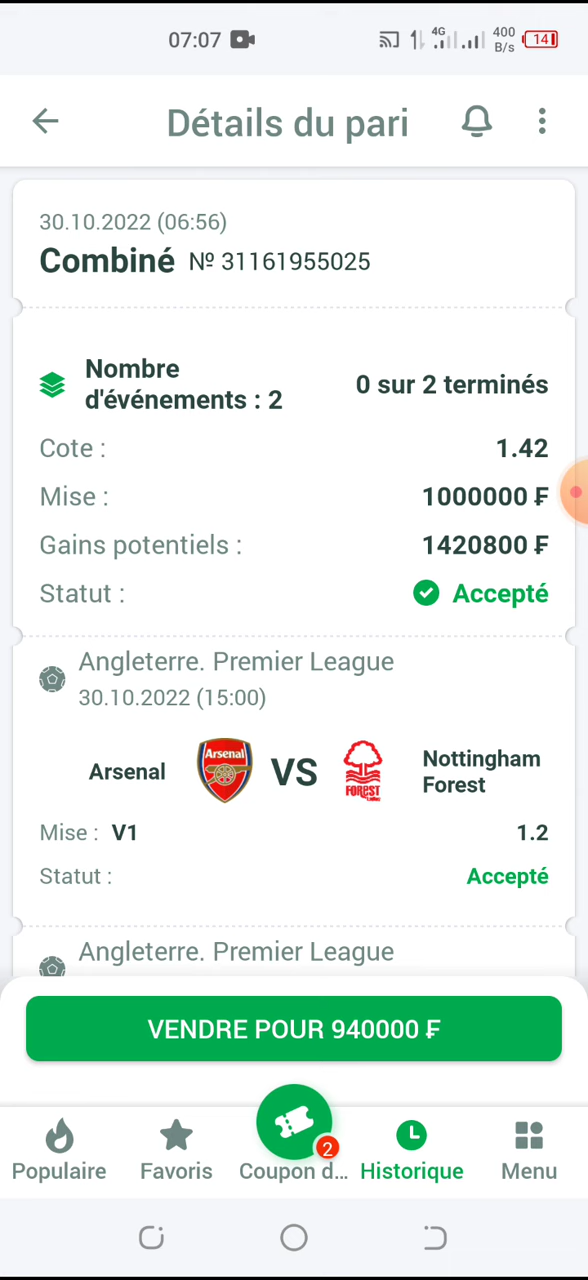 07:07 4G 400 B/s 14
Détails du pari
30.10.2022 (06:56)
Combiné № 31161955025
Nombre d'événements : 2 0 sur 2 terminés
Cote : 1.42
Mise : 1000000 ₣
Gains potentiels : 1420800 ₣
Statut : Accepté
Angleterre. Premier League
30.10.2022 (15:00)
Arsenal Arsenal VS FOREST Nottingham Forest
Mise : V1 1.2
Statut : Accepté
Angleterre. Premier League
VENDRE POUR 940000 ₣
2
Populaire Favoris Coupon d... Historique Menu